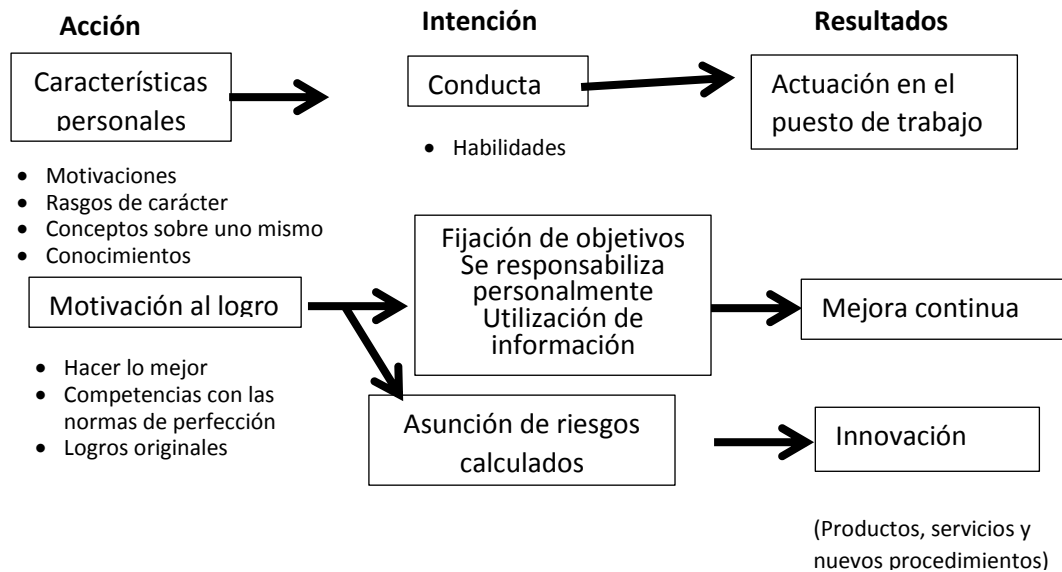 Acción
Intención
Resultados
Características
personales
Conducta
Actuación en el
puesto de trabajo
• Habilidades
• Motivaciones
• Rasgos de carácter
• Conceptos sobre uno mismo
• Conocimientos
Fijación de objetivos
Se responsabiliza
personalmente
Utilización de
información
Motivación al logro
Mejora continua
• Hacer lo mejor
• Competencias con las
normas de perfección
• Logros originales
Asunción de riesgos
calculados
Innovación
(Productos, servicios y
nuevos procedimientos)